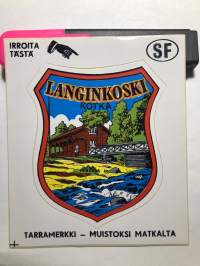 IRROITA
TÄSTÄ
SF
LANGINKOSKI
KOTKA
TARRAMERKKI – MUISTOKSI MATKALTA